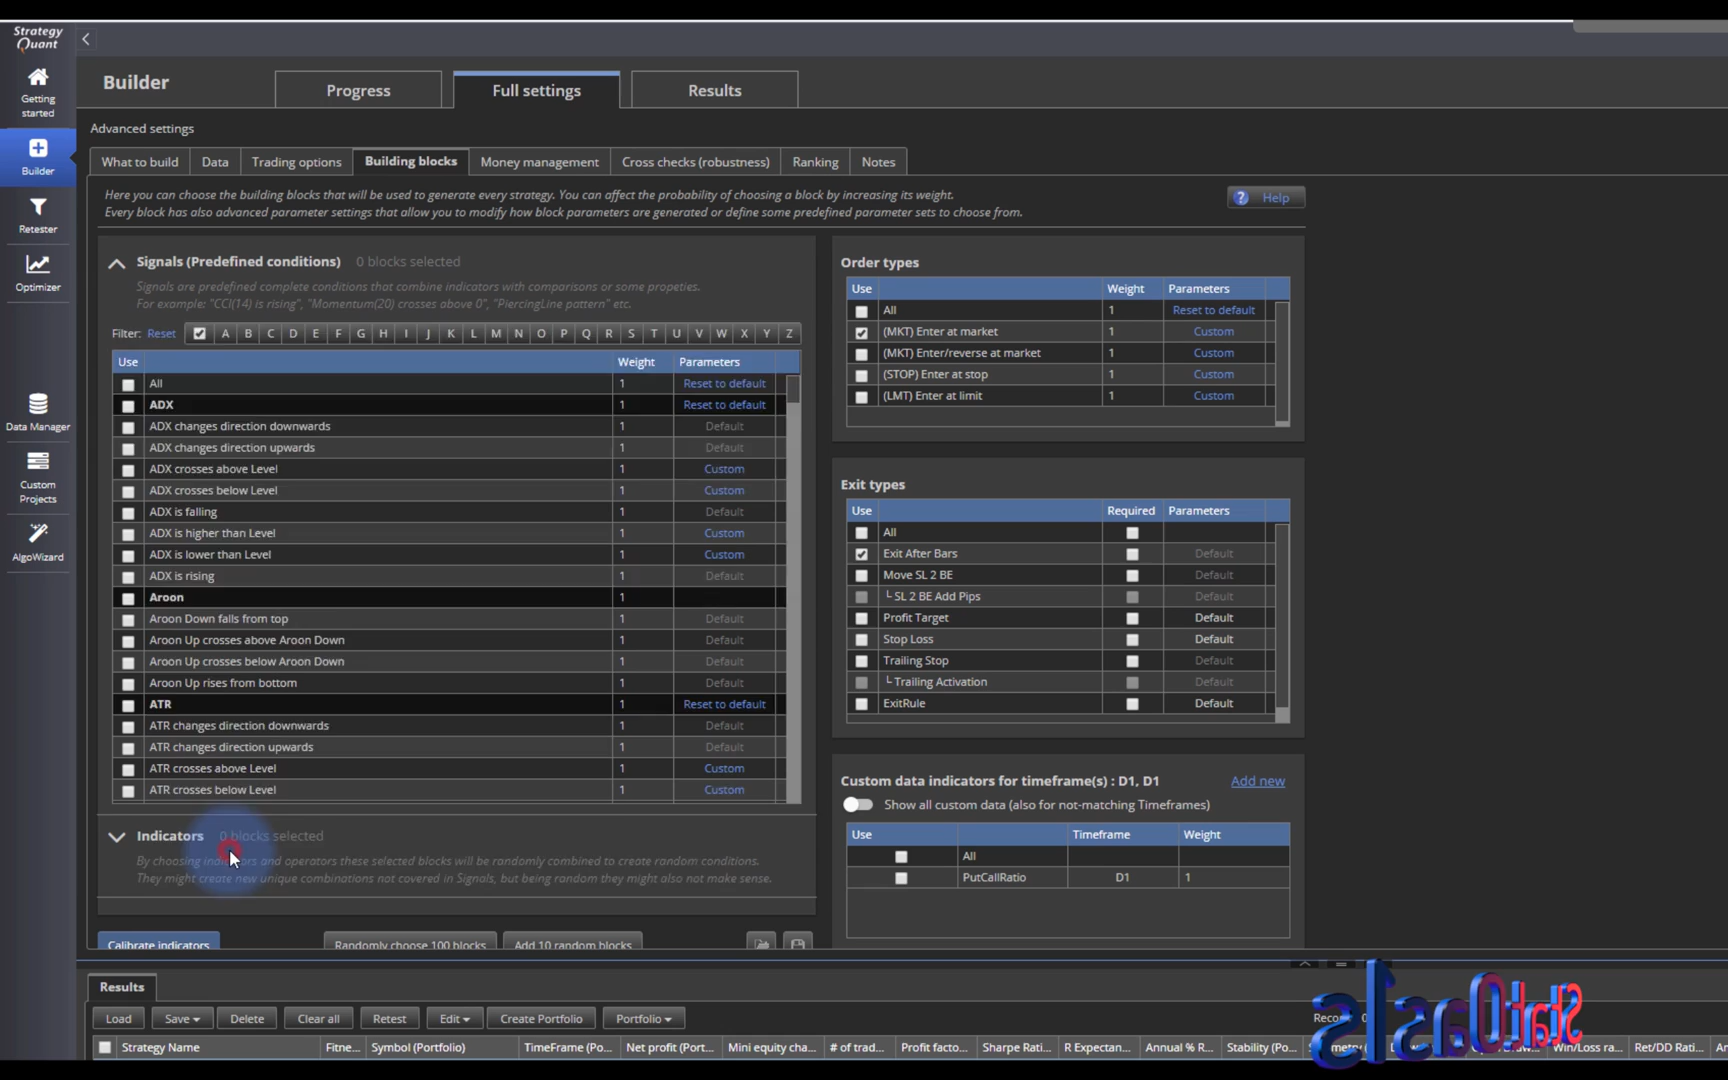 Strategy
Quant
Getting
started
Builder
Retester
Optimizer
Data Manager
Custom
Projects
AlgoWizard
Builder
Progress
Full settings
Results
Advanced settings
What to build
Data
Trading options
Building blocks
Money management
Cross checks (robustness)
Ranking
Notes
Here you can choose the building blocks that will be used to generate every strategy. You can affect the probability of choosing a block by increasing its weight.
Every block has also advanced parameter settings that allow you to modify how block parameters are generated or define some predefined parameter sets to choose from.
? Help
Signals (Predefined conditions) 0 blocks selected
Signals are predefined complete conditions that combine indicators with comparisons or some propeties.
For example: "CCI(14) is rising", "Momentum(20) crosses above 0", "PiercingLine pattern" etc.
Filter: Reset A B C D E F G H I J K L M N O P Q R S T U V W X Y Z
Use Weight Parameters
All 1 Reset to default
ADX 1 Reset to default
ADX changes direction downwards 1 Default
ADX changes direction upwards 1 Default
ADX crosses above Level 1 Custom
ADX crosses below Level 1 Custom
ADX is falling 1 Default
ADX is higher than Level 1 Custom
ADX is lower than Level 1 Custom
ADX is rising 1 Default
Aroon 1
Aroon Down falls from top 1 Default
Aroon Up crosses above Aroon Down 1 Default
Aroon Up crosses below Aroon Down 1 Default
Aroon Up rises from bottom 1 Default
ATR 1 Reset to default
ATR changes direction downwards 1 Default
ATR changes direction upwards 1 Default
ATR crosses above Level 1 Custom
ATR crosses below Level 1 Custom
Indicators 0 blocks selected
By choosing indicators and operators these selected blocks will be randomly combined to create random conditions.
They might create new unique combinations not covered in Signals, but being random they might also not make sense.
Calibrate indicators
Randomly choose 100 blocks
Add 10 random blocks
Order types
Use Weight Parameters
All 1 Reset to default
(MKT) Enter at market 1 Custom
(MKT) Enter/reverse at market 1 Custom
(STOP) Enter at stop 1 Custom
(LMT) Enter at limit 1 Custom
Exit types
Use Required Parameters
All
Exit After Bars Default
Move SL 2 BE Default
SL 2 BE Add Pips Default
Profit Target Default
Stop Loss Default
Trailing Stop Default
Trailing Activation Default
ExitRule Default
Custom data indicators for timeframe(s) : D1, D1 Add new
Show all custom data (also for not-matching Timeframes)
Use Timeframe Weight
All
PutCallRatio D1 1
Results
Load
Save
Delete
Clear all
Retest
Edit
Create Portfolio
Portfolio
Strategy Name Fitne... Symbol (Portfolio) TimeFrame (Po... Net profit (Port... Mini equity cha... # of trad... Profit facto... Sharpe Rati... R Expectan... Annual % R... Stability (Po... Win/Loss ra... Ret/DD Rati...